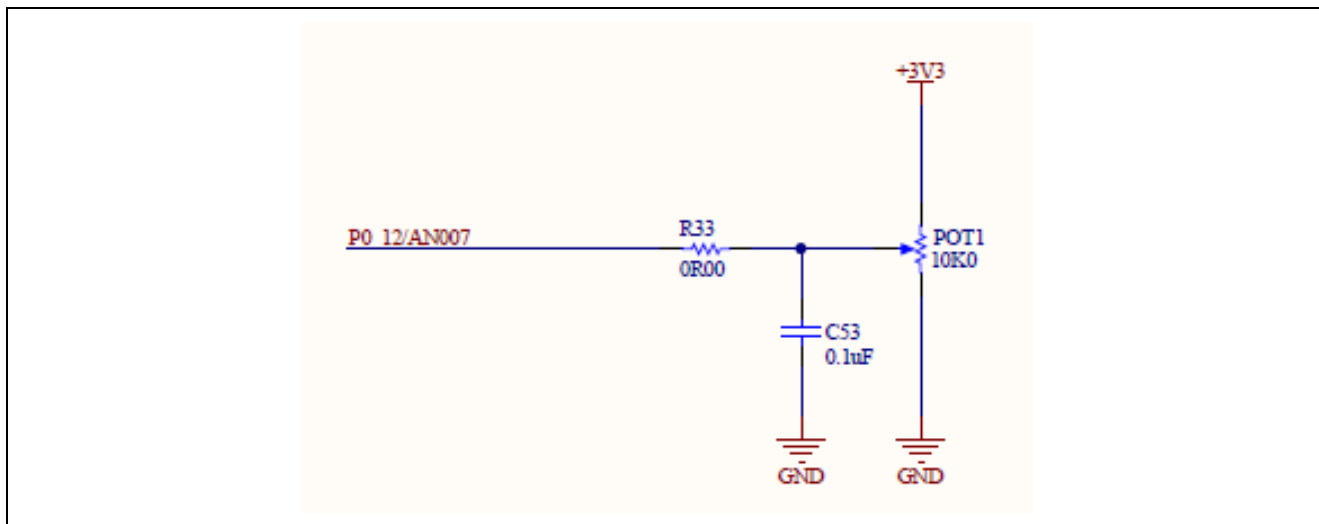 +3V3
P0_12/AN007
R33
0R00
POT1
10K0
C53
0.1uF
GND
GND